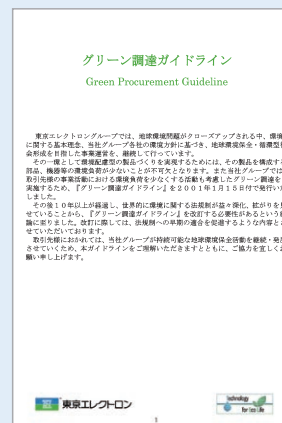 グリーン調達ガイドライン
Green Procurement Guideline
東京エレクトロングループでは、地球環境問題がクローズアップされる中、環境
に関する基本理念、当社グループ各社の環境方針に基づき、地球環境保全・循環型社
会形成を目指した事業運営を、継続して行っています。
その一環として環境配慮型の製品づくりを実現するためには、その製品を構成する
部品、機器等の環境負荷が少ないことが不可欠となります。また当社グループでは
取引先様の事業活動における環境負荷を少なくする活動も考慮したグリーン調達を
実施するため、『グリーン調達ガイドライン』を２００１年１月１５日付で発行いた
しました。
その後１０年以上が経過し、世界的に環境に関する法規制が益々深化、拡がりを見
せていることから、『グリーン調達ガイドライン』を改訂する必要性があるという結
論に至りました。改訂に際しては、法規制への早期の適合を促進するような内容とさ
せていただいております。
取引先様におかれては、当社グループが持続可能な地球環境保全活動を継続・発展
させていくため、本ガイドラインをご理解いただきますとともに、ご協力を宜しくお
願い申し上げます。
東京エレクトロン
technology
for Eco Life
1